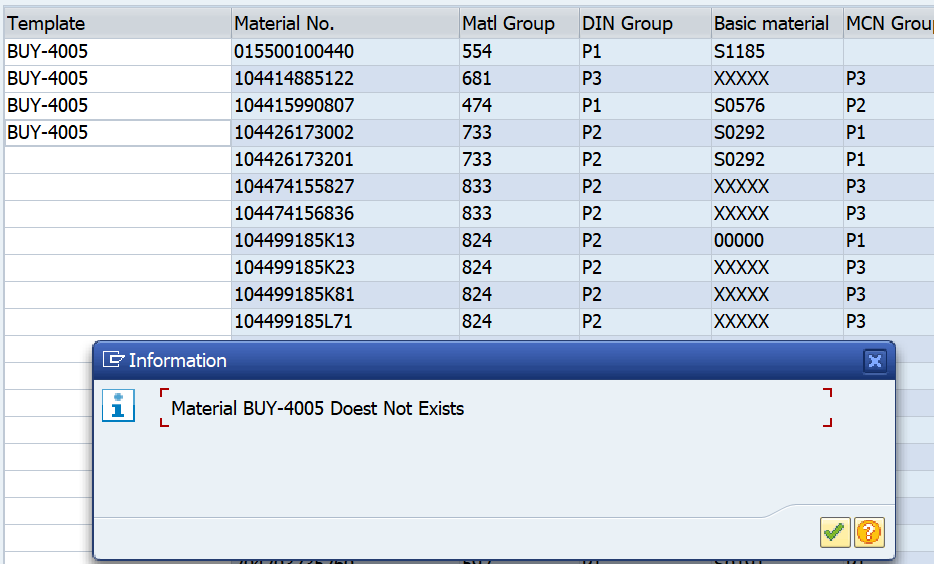 Template Material No. Matl Group DIN Group Basic material MCN Grou
BUY-4005 015500100440 554 P1 S1185
BUY-4005 104414885122 681 P3 XXXXX P3
BUY-4005 104415990807 474 P1 S0576 P2
BUY-4005 104426173002 733 P2 S0292 P1
104426173201 733 P2 S0292 P1
104474155827 833 P2 XXXXX P3
104474156836 833 P2 XXXXX P3
104499185K13 824 P2 00000 P1
104499185K23 824 P2 XXXXX P3
104499185K81 824 P2 XXXXX P3
104499185L71 824 P2 XXXXX P3
Information
Material BUY-4005 Doest Not Exists